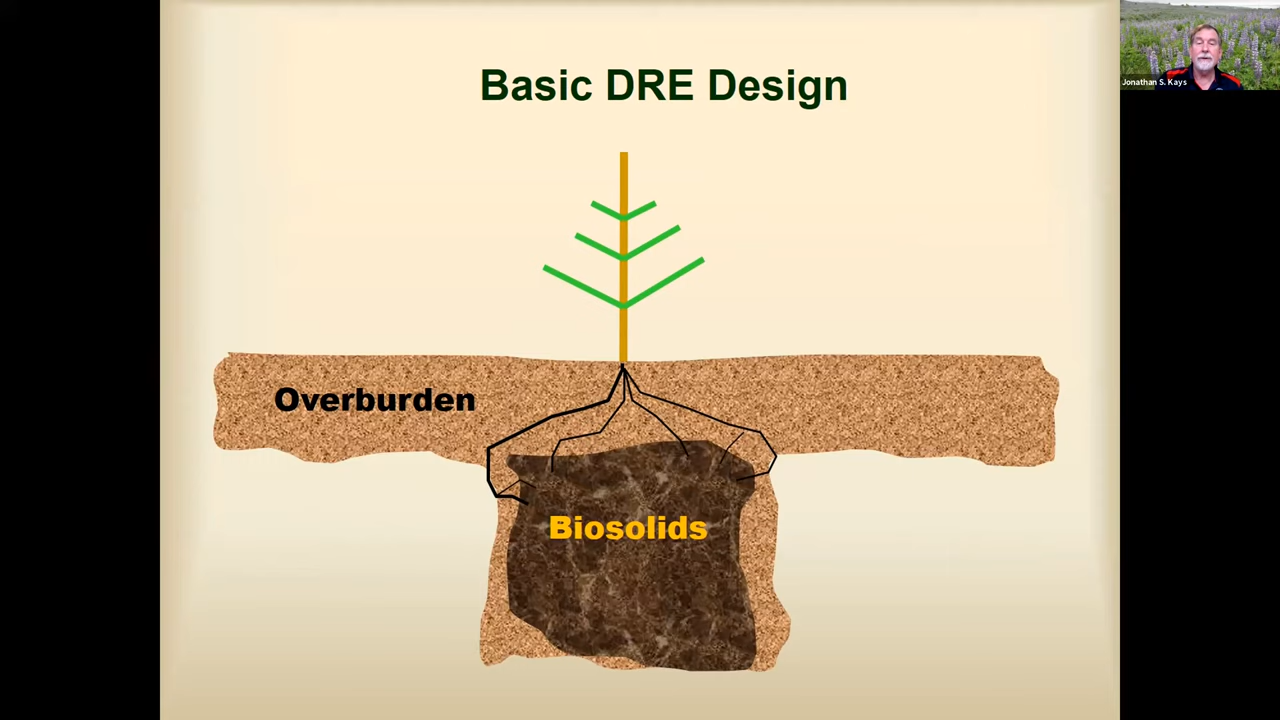 Basic DRE Design
Jonathan S. Kays
Overburden
Biosolids